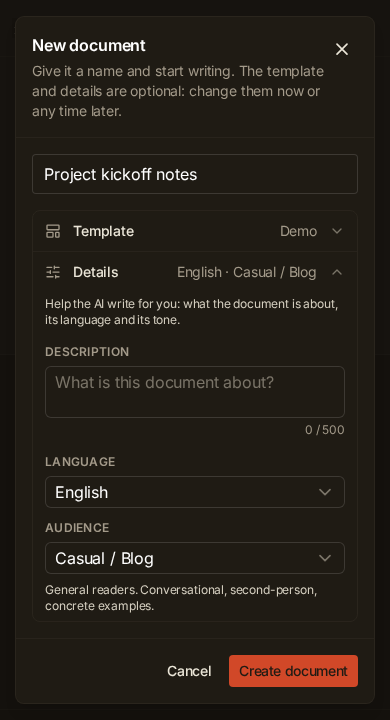 New document
Give it a name and start writing. The template
and details are optional: change them now or
any time later.
Project kickoff notes
Template
Demo
Details
English · Casual / Blog
Help the AI write for you: what the document is about,
its language and its tone.
DESCRIPTION
What is this document about?
0 / 500
LANGUAGE
English
AUDIENCE
Casual / Blog
General readers. Conversational, second-person,
concrete examples.
Cancel
Create document